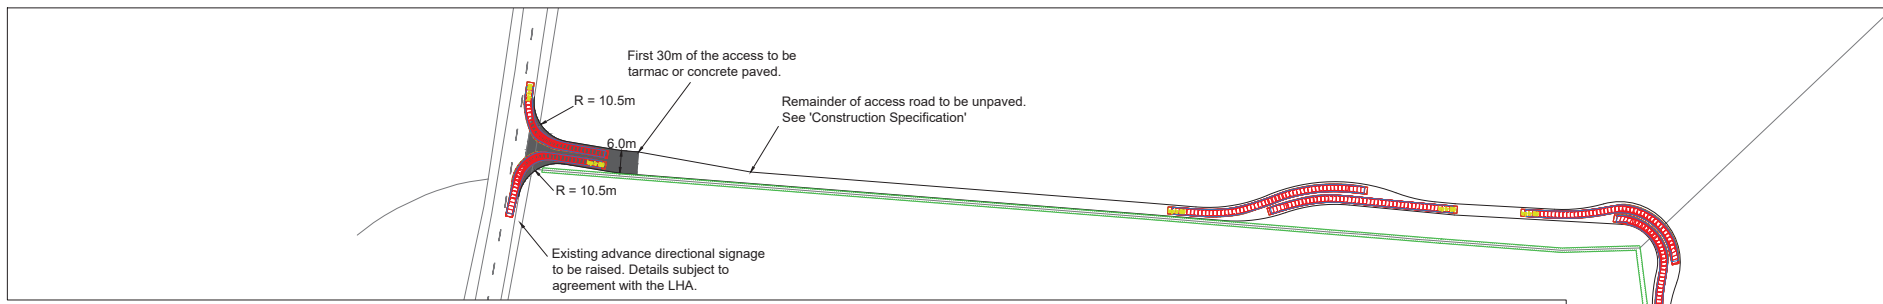 First 30m of the access to be
tarmac or concrete paved.
R = 10.5m
Remainder of access road to be unpaved.
See 'Construction Specification'
6.0m
R = 10.5m
Existing advance directional signage
to be raised. Details subject to
agreement with the LHA.